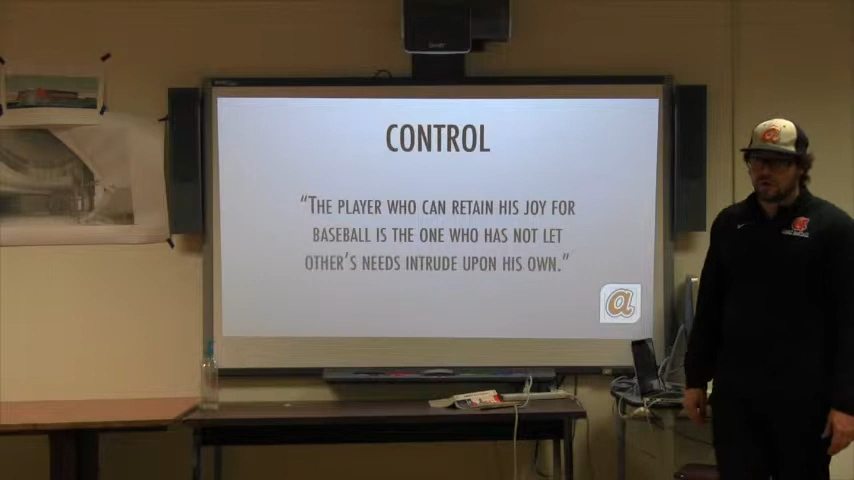 CONTROL
“THE PLAYER WHO CAN RETAIN HIS JOY FOR
BASEBALL IS THE ONE WHO HAS NOT LET
OTHER’S NEEDS INTRUDE UPON HIS OWN.”
a